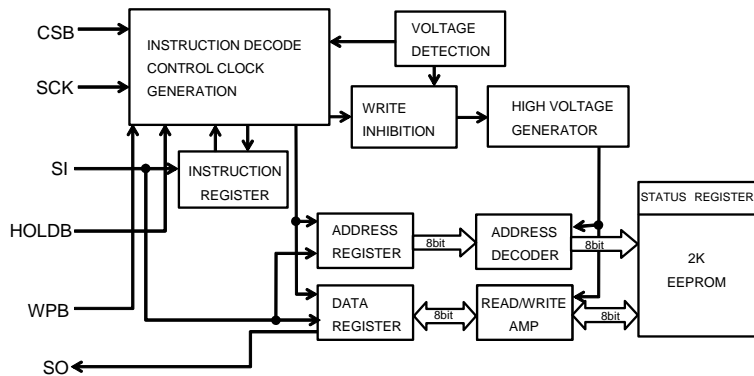 CSB
SCK
SI
HOLDB
WPB
SO
INSTRUCTION DECODE
CONTROL CLOCK
GENERATION
VOLTAGE
DETECTION
WRITE
INHIBITION
HIGH VOLTAGE
GENERATOR
INSTRUCTION
REGISTER
ADDRESS
REGISTER
8bit
ADDRESS
DECODER
8bit
DATA
REGISTER
8bit
READ/WRITE
AMP
8bit
STATUS REGISTER
2K
EEPROM